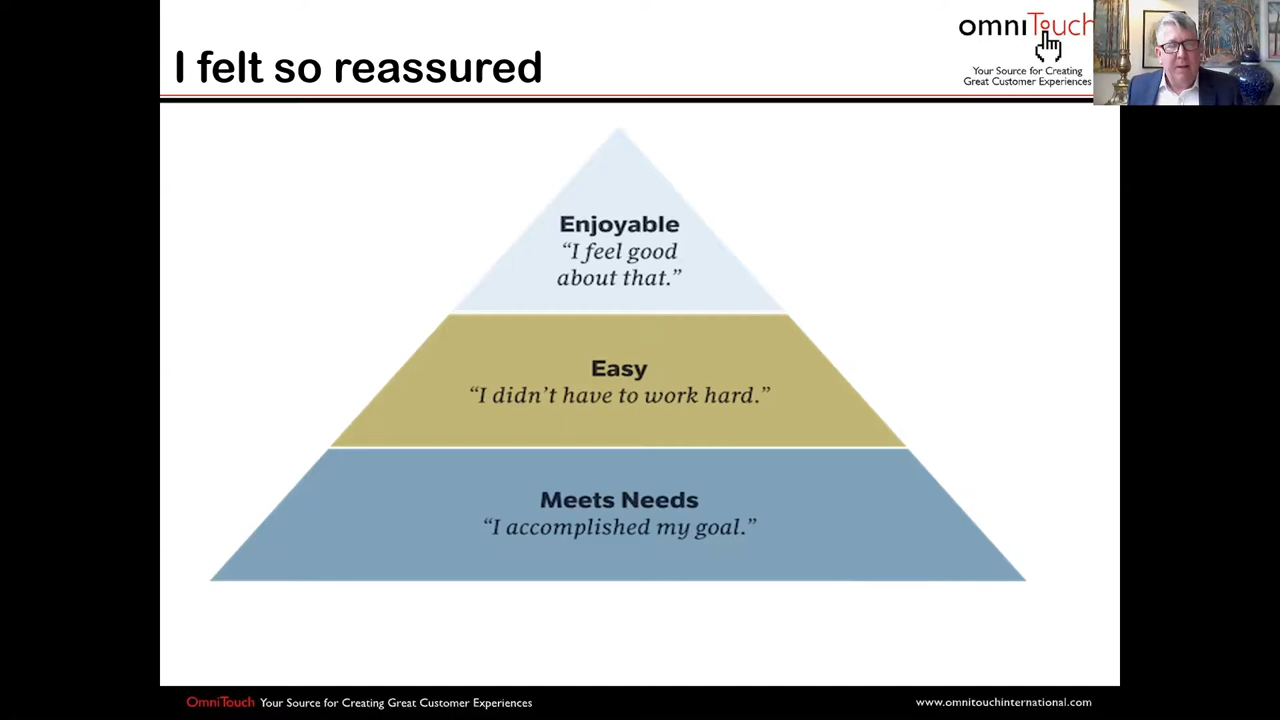 I felt so reassured
omniTouch
Your Source for Creating
Great Customer Experiences
Enjoyable
“I feel good
about that.”
Easy
“I didn’t have to work hard.”
Meets Needs
“I accomplished my goal.”
OmniTouch Your Source for Creating Great Customer Experiences
www.omnitouchinternational.com